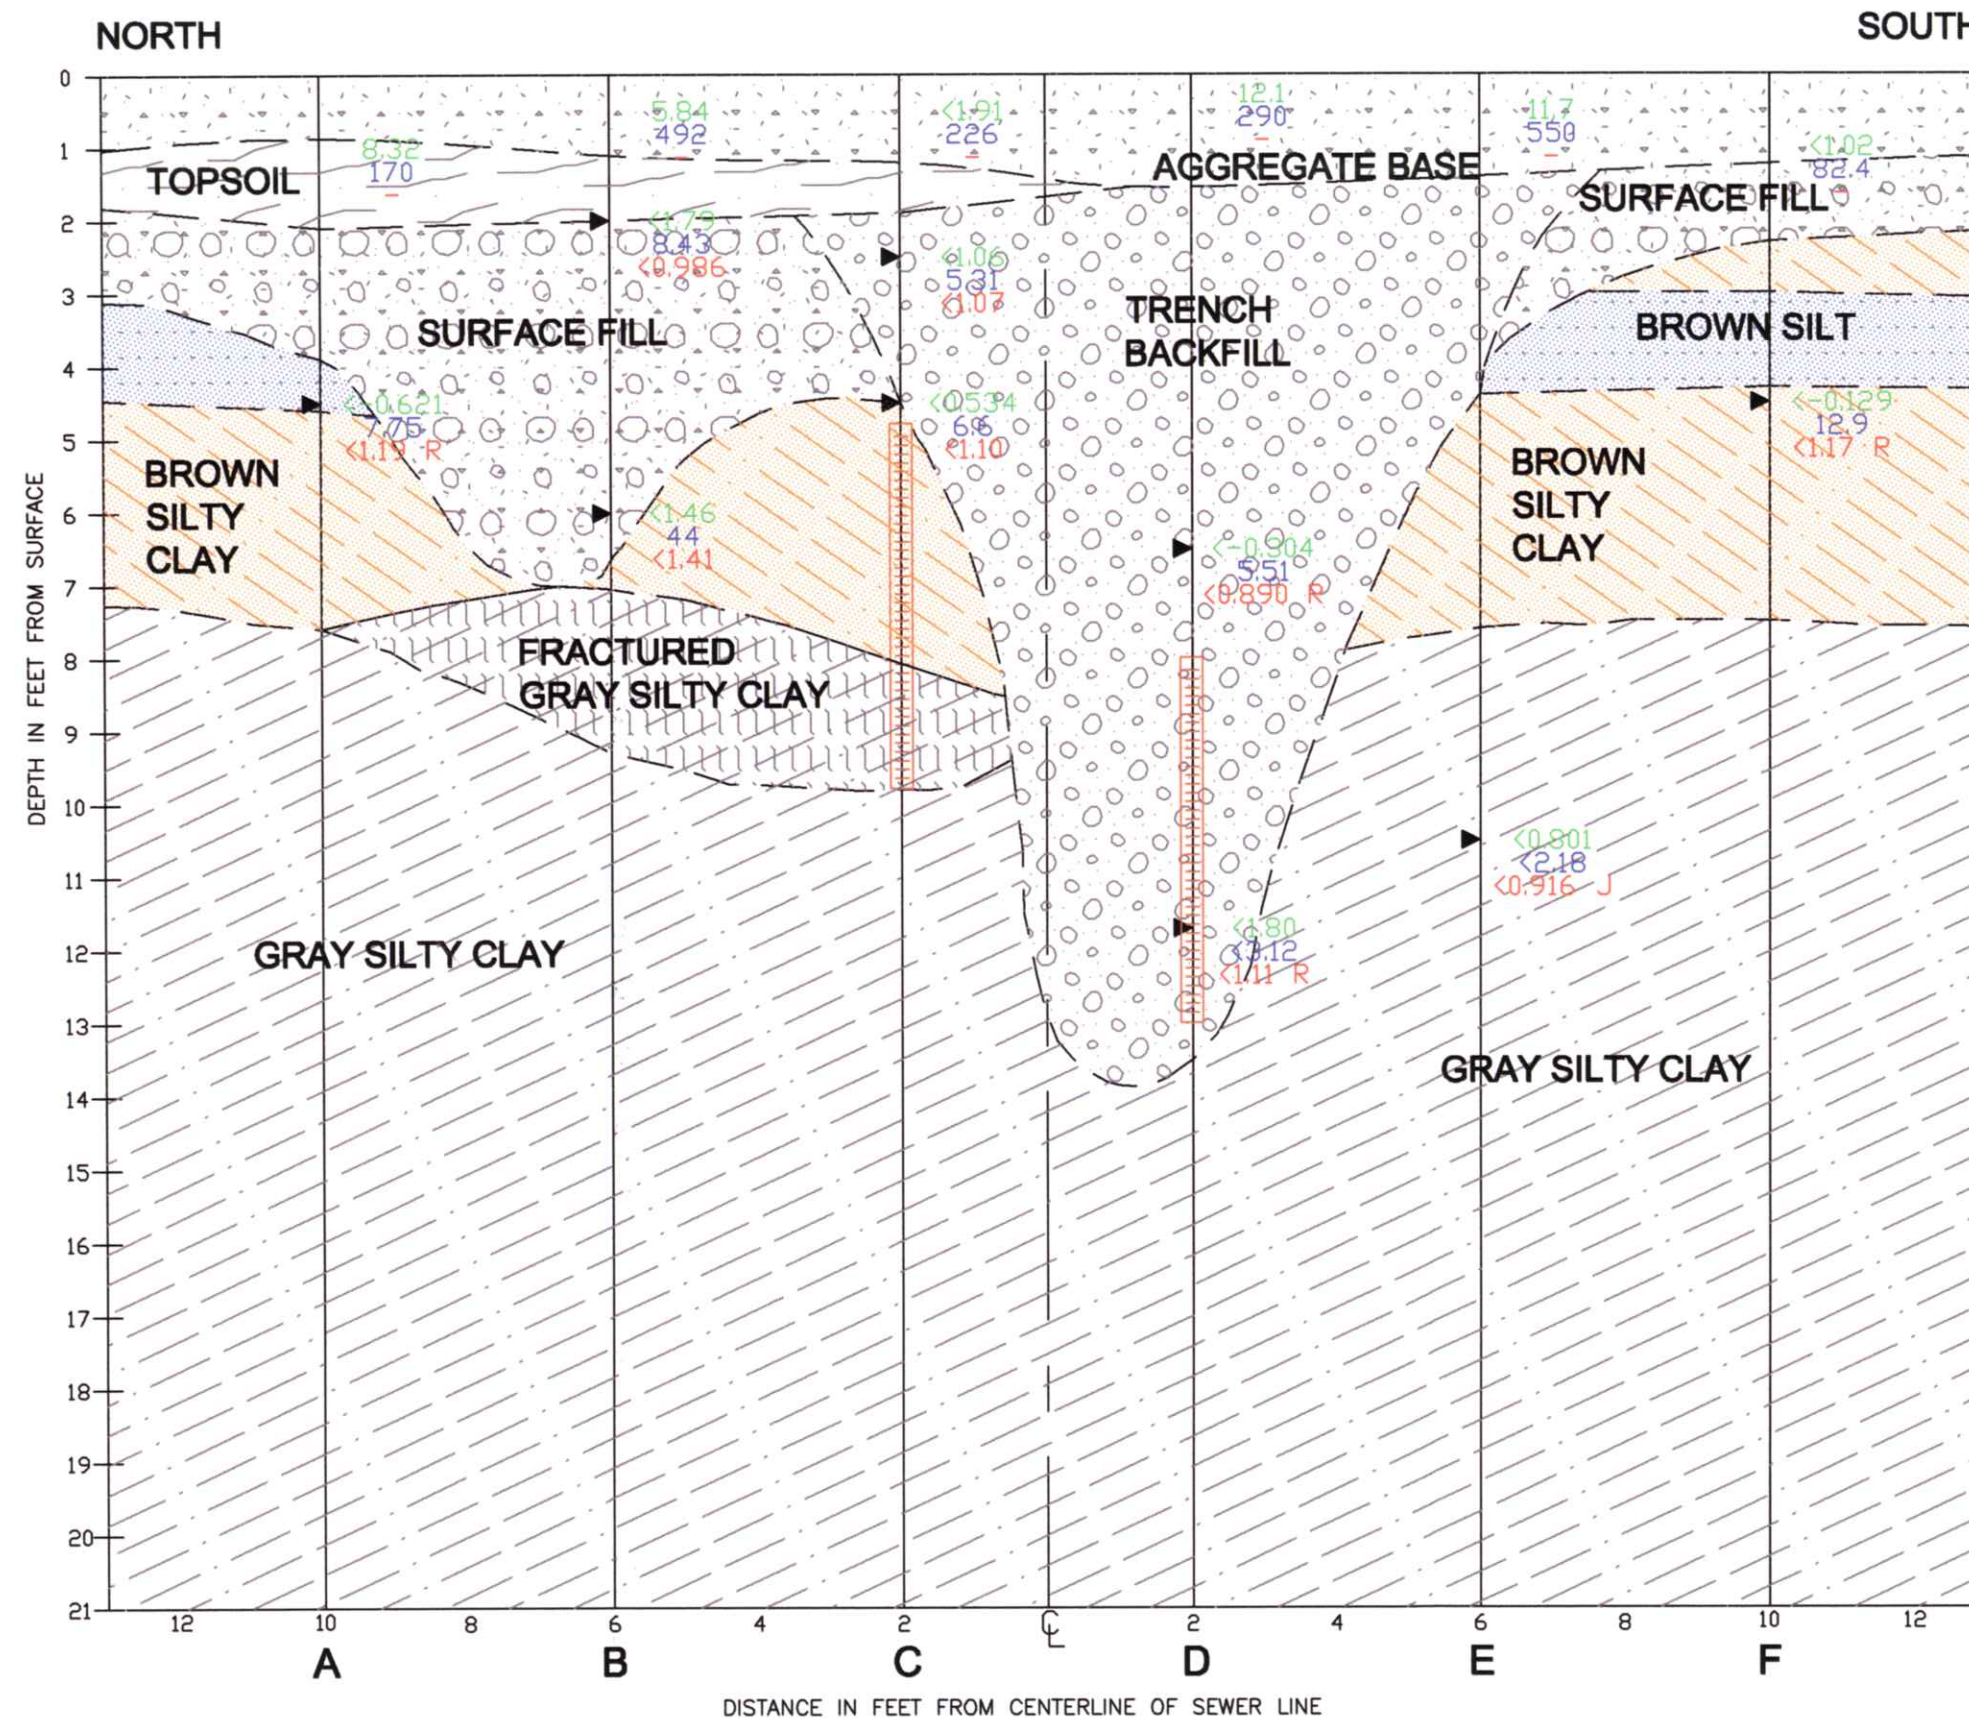 NORTH
SOUTH
0
5.84
492
-
<1.91
226
-
12.1
290
-
11.7
550
-
8.32
170
-
<1.02
82.4
-
1
TOPSOIL
AGGREGATE BASE
SURFACE FILL
2
<1.79
8.43
<0.986
<1.06
5.31
<1.07
3
SURFACE FILL
TRENCH
BACKFILL
BROWN SILT
4
<-0.621
7.75
<1.19 R
<0.534
6.6
<1.10
<-0.129
12.9
<1.17 R
5
BROWN
SILTY
CLAY
BROWN
SILTY
CLAY
6
<1.46
44
<1.41
<-0.304
5.51
<0.890 R
7
8
FRACTURED
GRAY SILTY CLAY
9
10
<0.801
<2.18
<0.916 J
11
<1.80
<3.12
<1.11 R
12
GRAY SILTY CLAY
13
GRAY SILTY CLAY
14
15
16
17
18
19
20
21
DEPTH IN FEET FROM SURFACE
12 10 8 6 4 2 ℄ 2 4 6 8 10 12
A B C D E F
DISTANCE IN FEET FROM CENTERLINE OF SEWER LINE